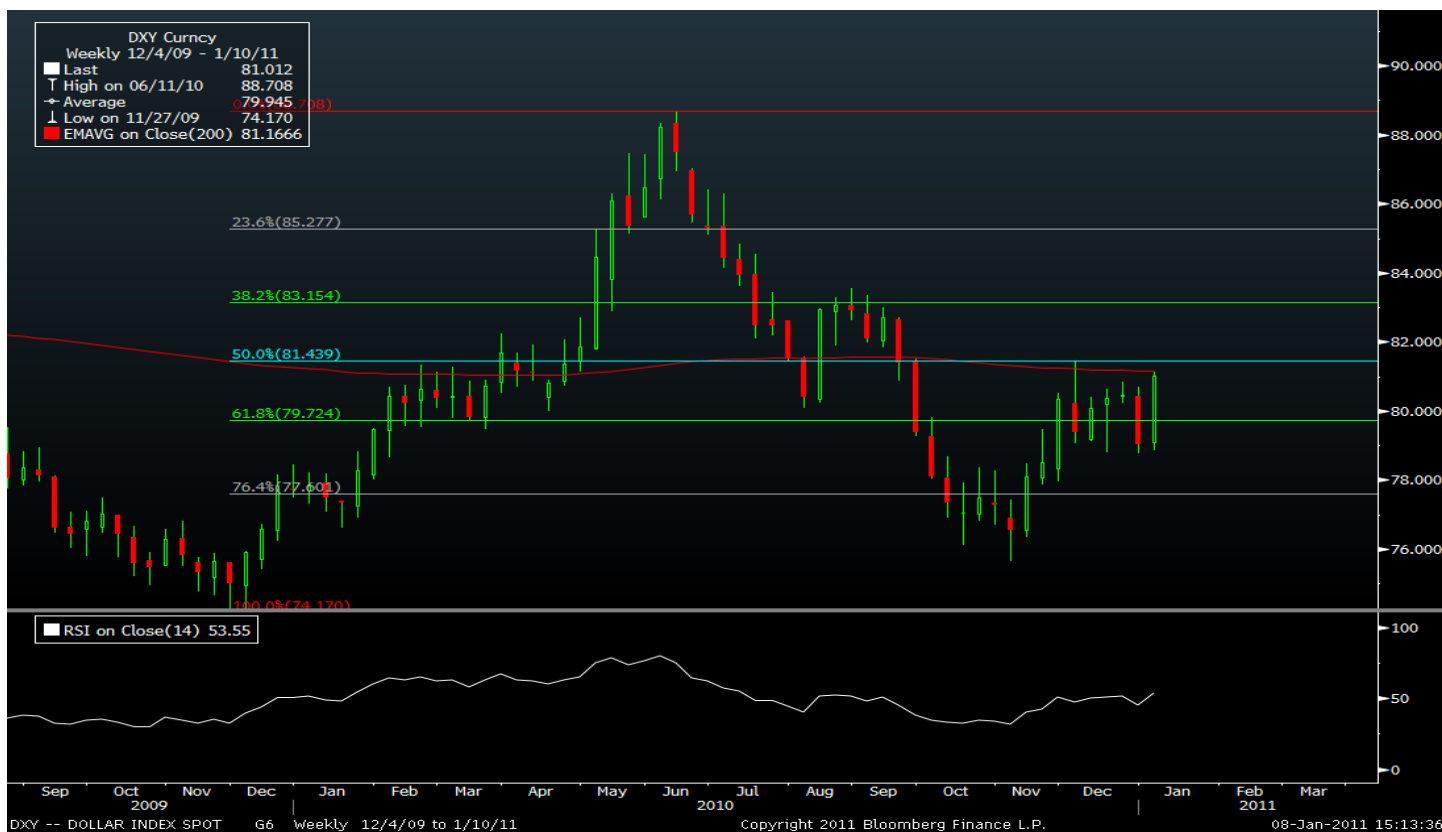 DXY Curncy
Weekly 12/4/09 - 1/10/11
Last 81.012
High on 06/11/10 88.708
Average 79.945
Low on 11/27/09 74.170
EMAVG on Close(200) 81.1666
90.000
88.000
23.6%(85.277)
86.000
84.000
38.2%(83.154)
82.000
50.0%(81.439)
61.8%(79.724)
80.000
76.4%(77.601)
78.000
76.000
100.0%(74.170)
RSI on Close(14) 53.55
100
50
0
Sep Oct Nov Dec Jan Feb Mar Apr May Jun Jul Aug Sep Oct Nov Dec Jan Feb Mar
2009 2010 2011
DXY -- DOLLAR INDEX SPOT G6 Weekly 12/4/09 to 1/10/11 Copyright 2011 Bloomberg Finance L.P. 08-Jan-2011 15:13:36